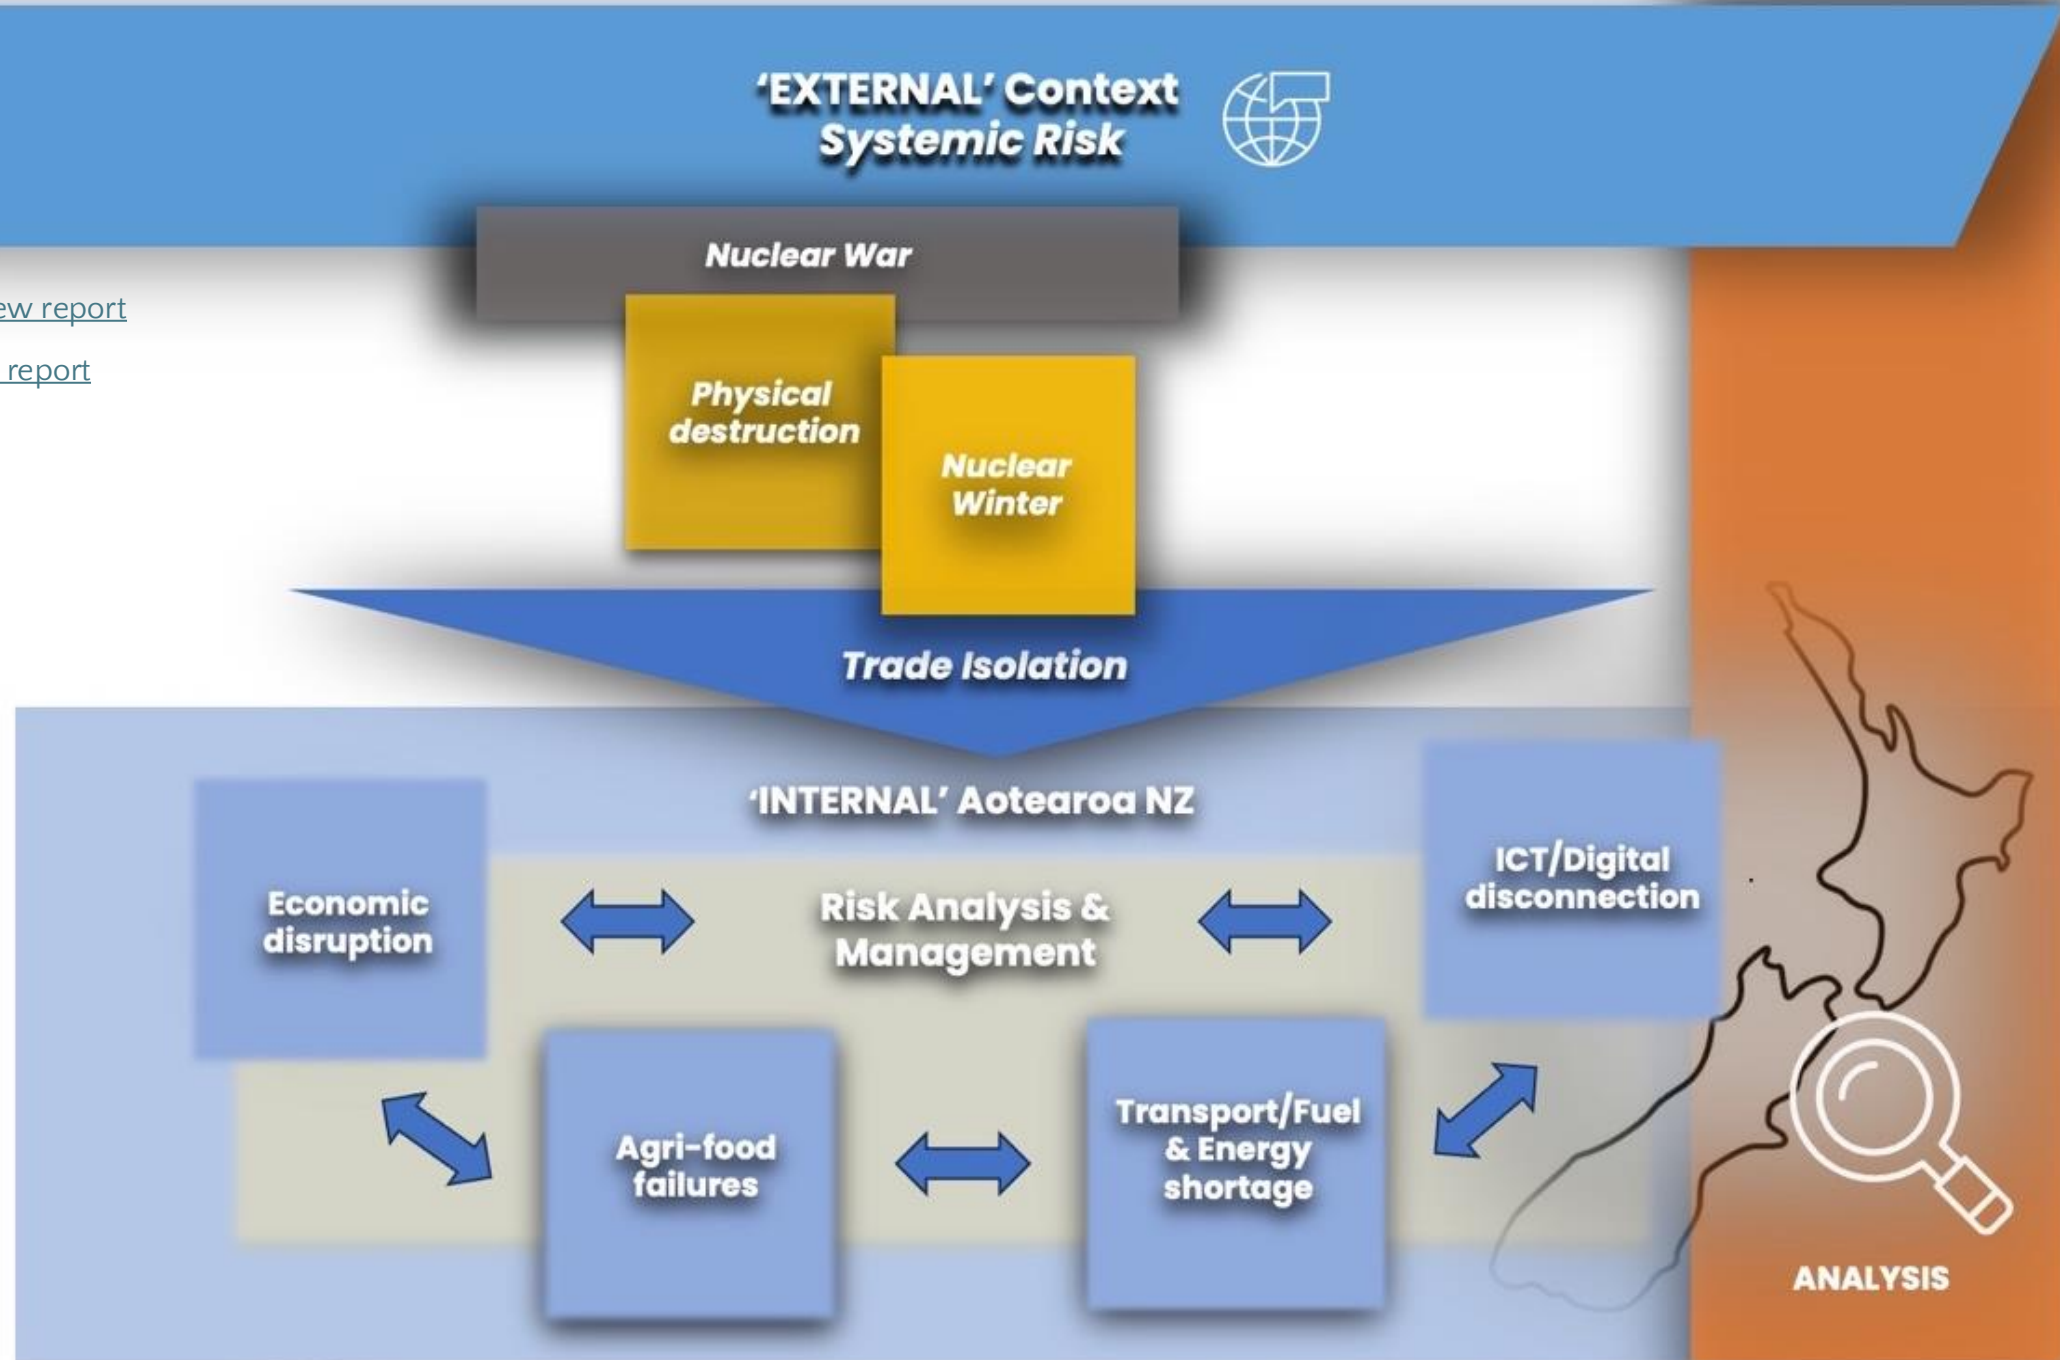 ‘EXTERNAL’ Context
Systemic Risk
Nuclear War
ew report
report
Physical
destruction
Nuclear
Winter
Trade Isolation
‘INTERNAL’ Aotearoa NZ
Economic
disruption
Risk Analysis &
Management
ICT/Digital
disconnection
Agri-food
failures
Transport/Fuel
& Energy
shortage
ANALYSIS